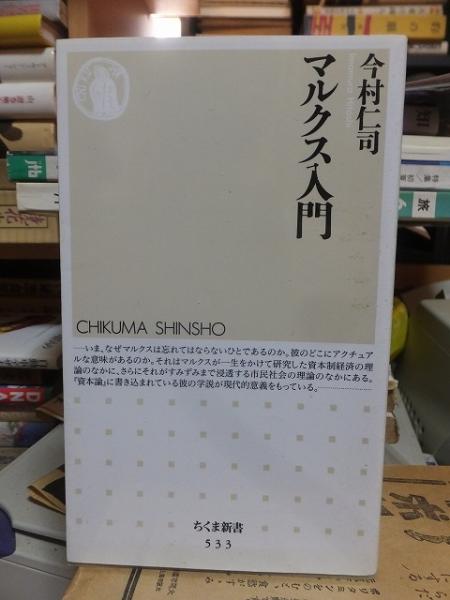 今村仁司
Imamura Hitoshi
マルクス入門
CHIKUMA SHINSHO
──いま、なぜマルクスは忘れてはならないひとであるのか。彼のどこにアクチュア
ルな意味があるのか。それはマルクスが一生をかけて研究した資本制経済の理
論のなかに、さらにそれがすみずみまで浸透する市民社会の理論のなかにある。
『資本論』に書き込まれている彼の学説が現代的意義をもっている。
ちくま新書
533
JTB
旅
DNA